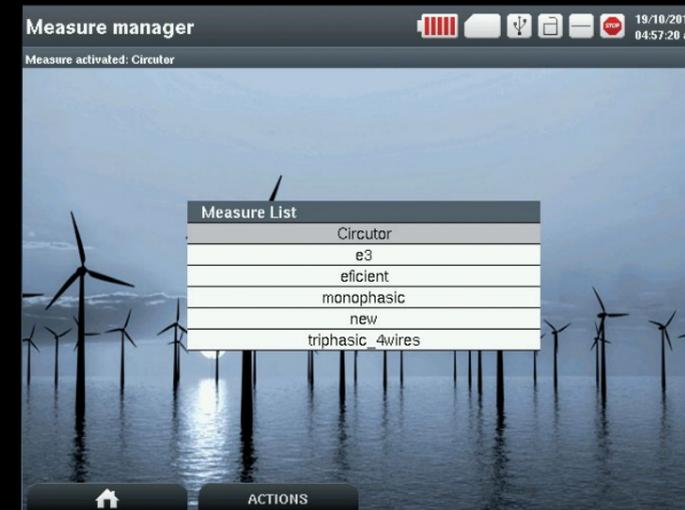 Measure manager
STOP
19/10/201
04:57:20 a
Measure activated: Circutor
Measure List
Circutor
e3
eficient
monophasic
new
triphasic_4wires
ACTIONS